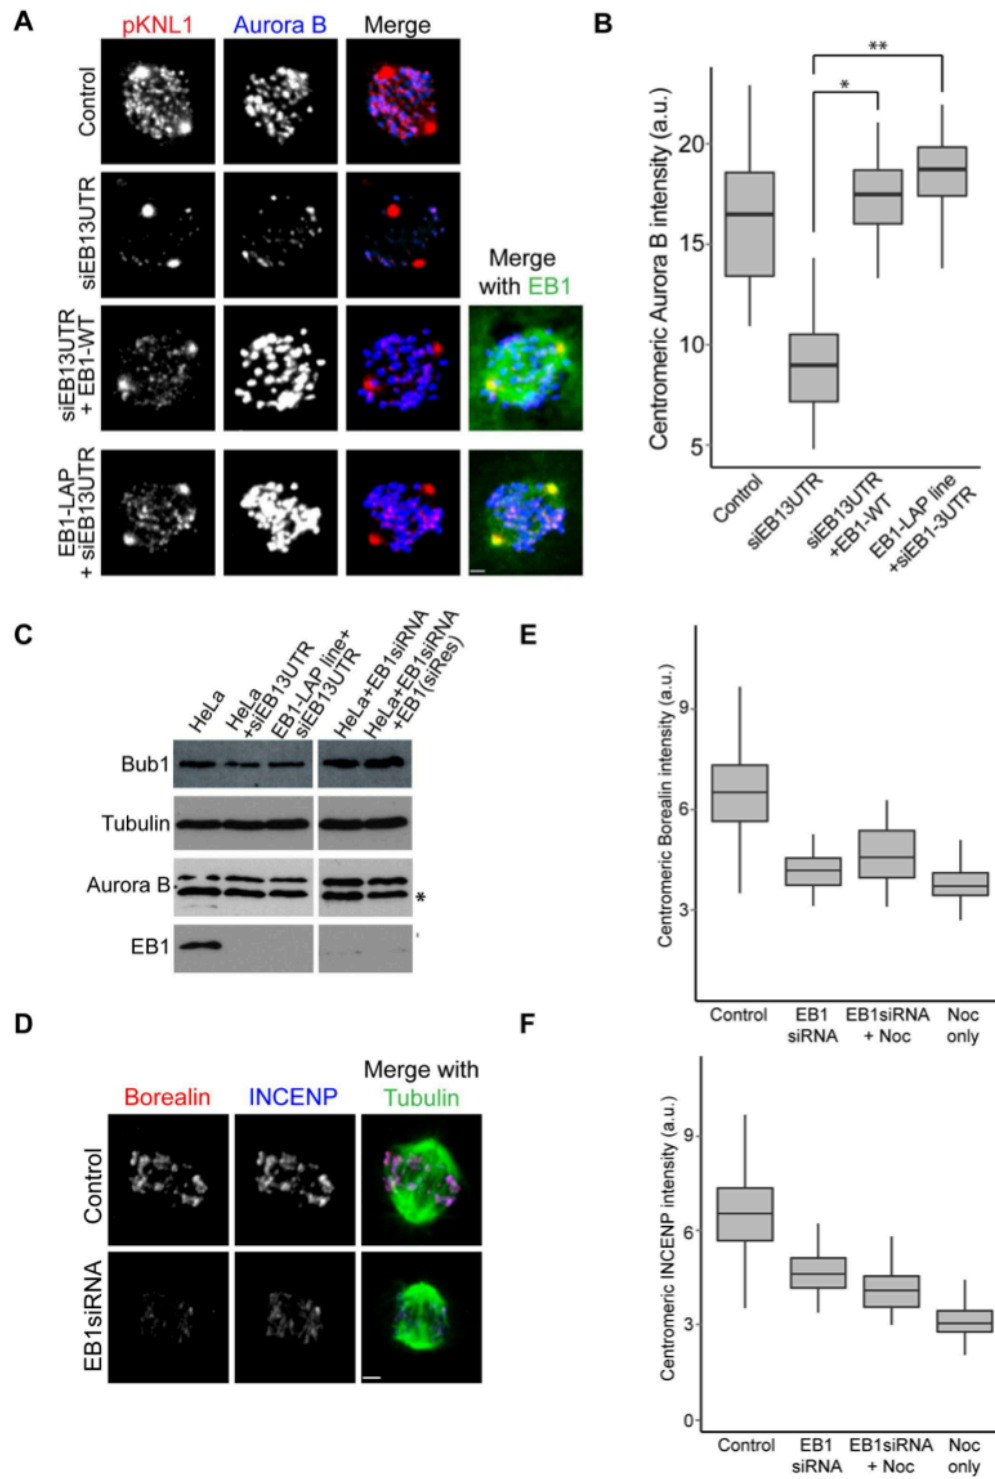 A
pKNL1 Aurora B Merge
Control
siEB13UTR
siEB13UTR
+ EB1-WT
EB1-LAP
+ siEB13UTR
Merge
with EB1
B
Centromeric Aurora B intensity (a.u.)
20
15
10
5
*
**
Control
siEB13UTR
siEB13UTR
+EB1-WT
EB1-LAP line
+siEB1-3UTR
C
HeLa
HeLa
+siEB13UTR
EB1-LAP line+
siEB13UTR
HeLa+EB1siRNA
HeLa+EB1siRNA
+EB1(siRes)
Bub1
Tubulin
Aurora B
*
EB1
D
Borealin INCENP Merge with
Tubulin
Control
EB1siRNA
E
Centromeric Borealin intensity (a.u.)
9
6
3
Control EB1 EB1siRNA Noc
siRNA + Noc only
F
Centromeric INCENP intensity (a.u.)
9
6
3
0
Control EB1 EB1siRNA Noc
siRNA + Noc only